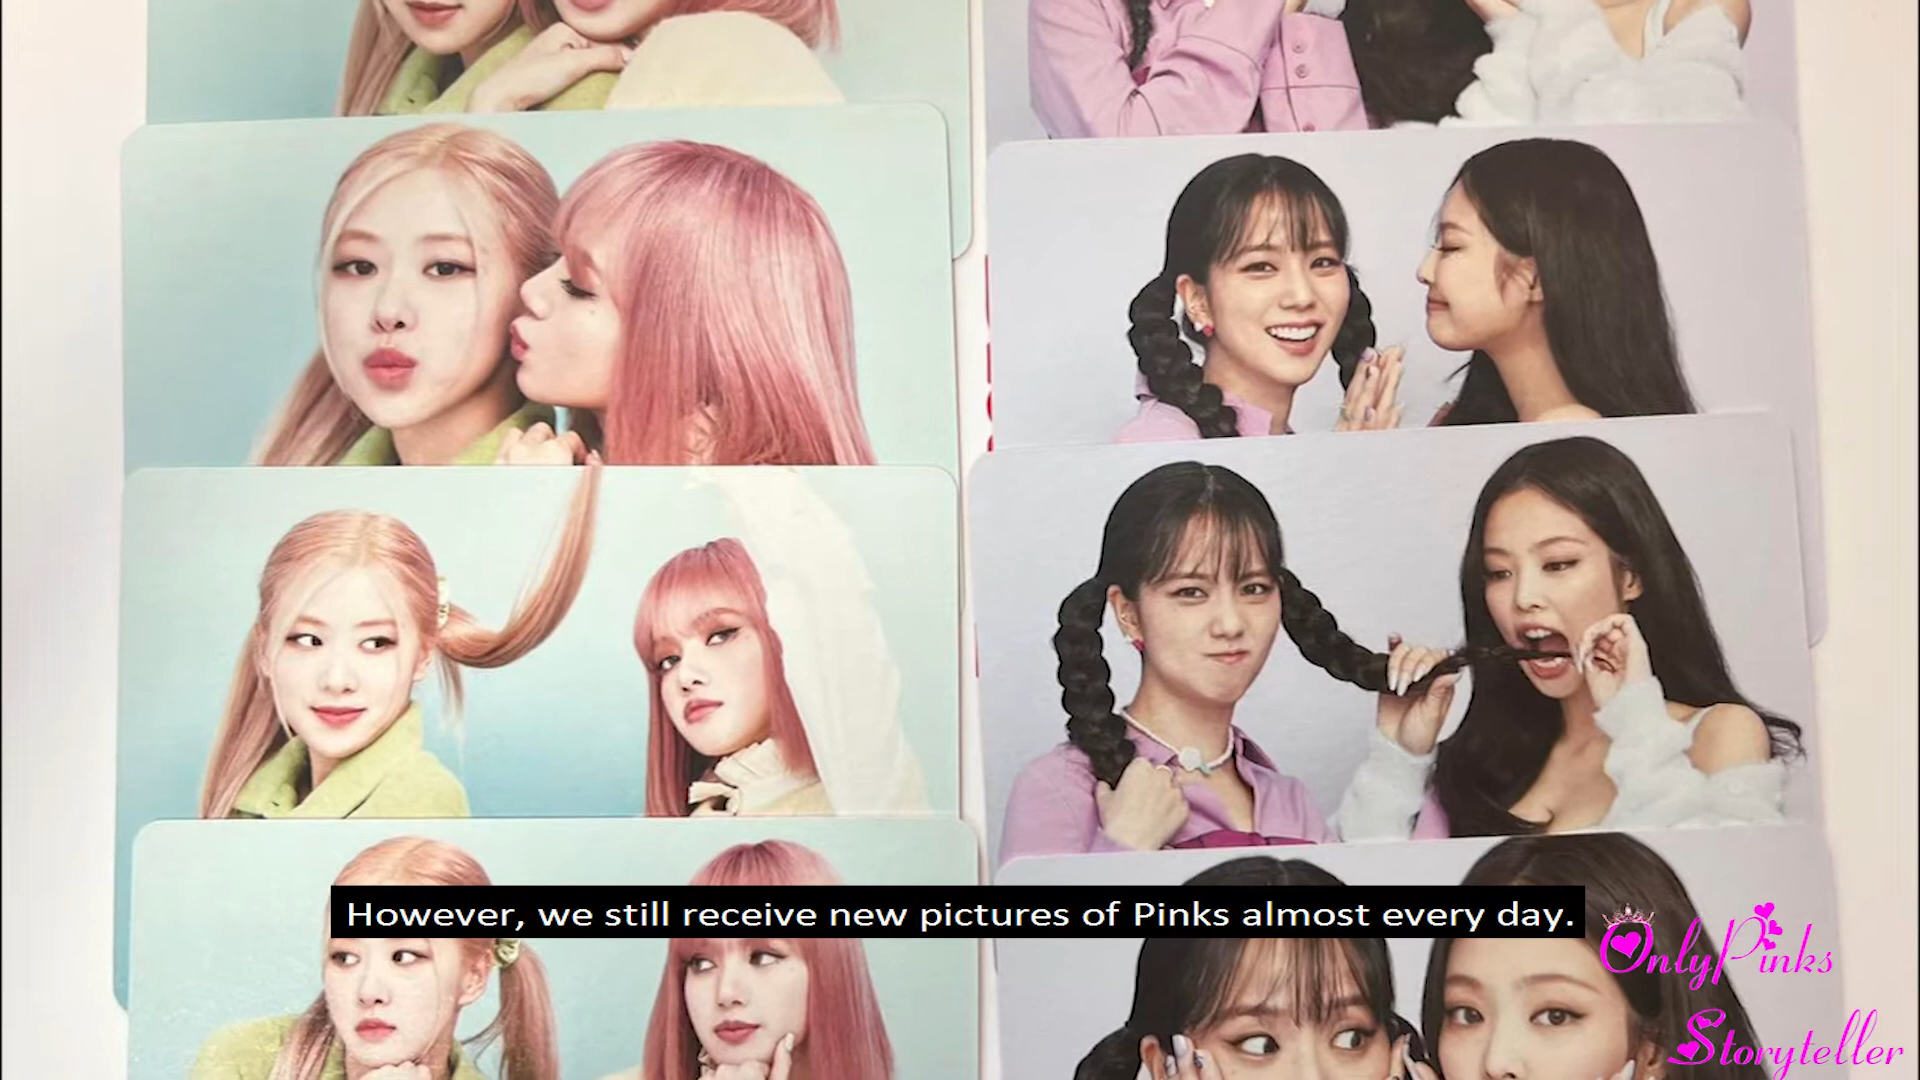 However, we still receive new pictures of Pinks almost every day.
OnlyPinks
Storyteller